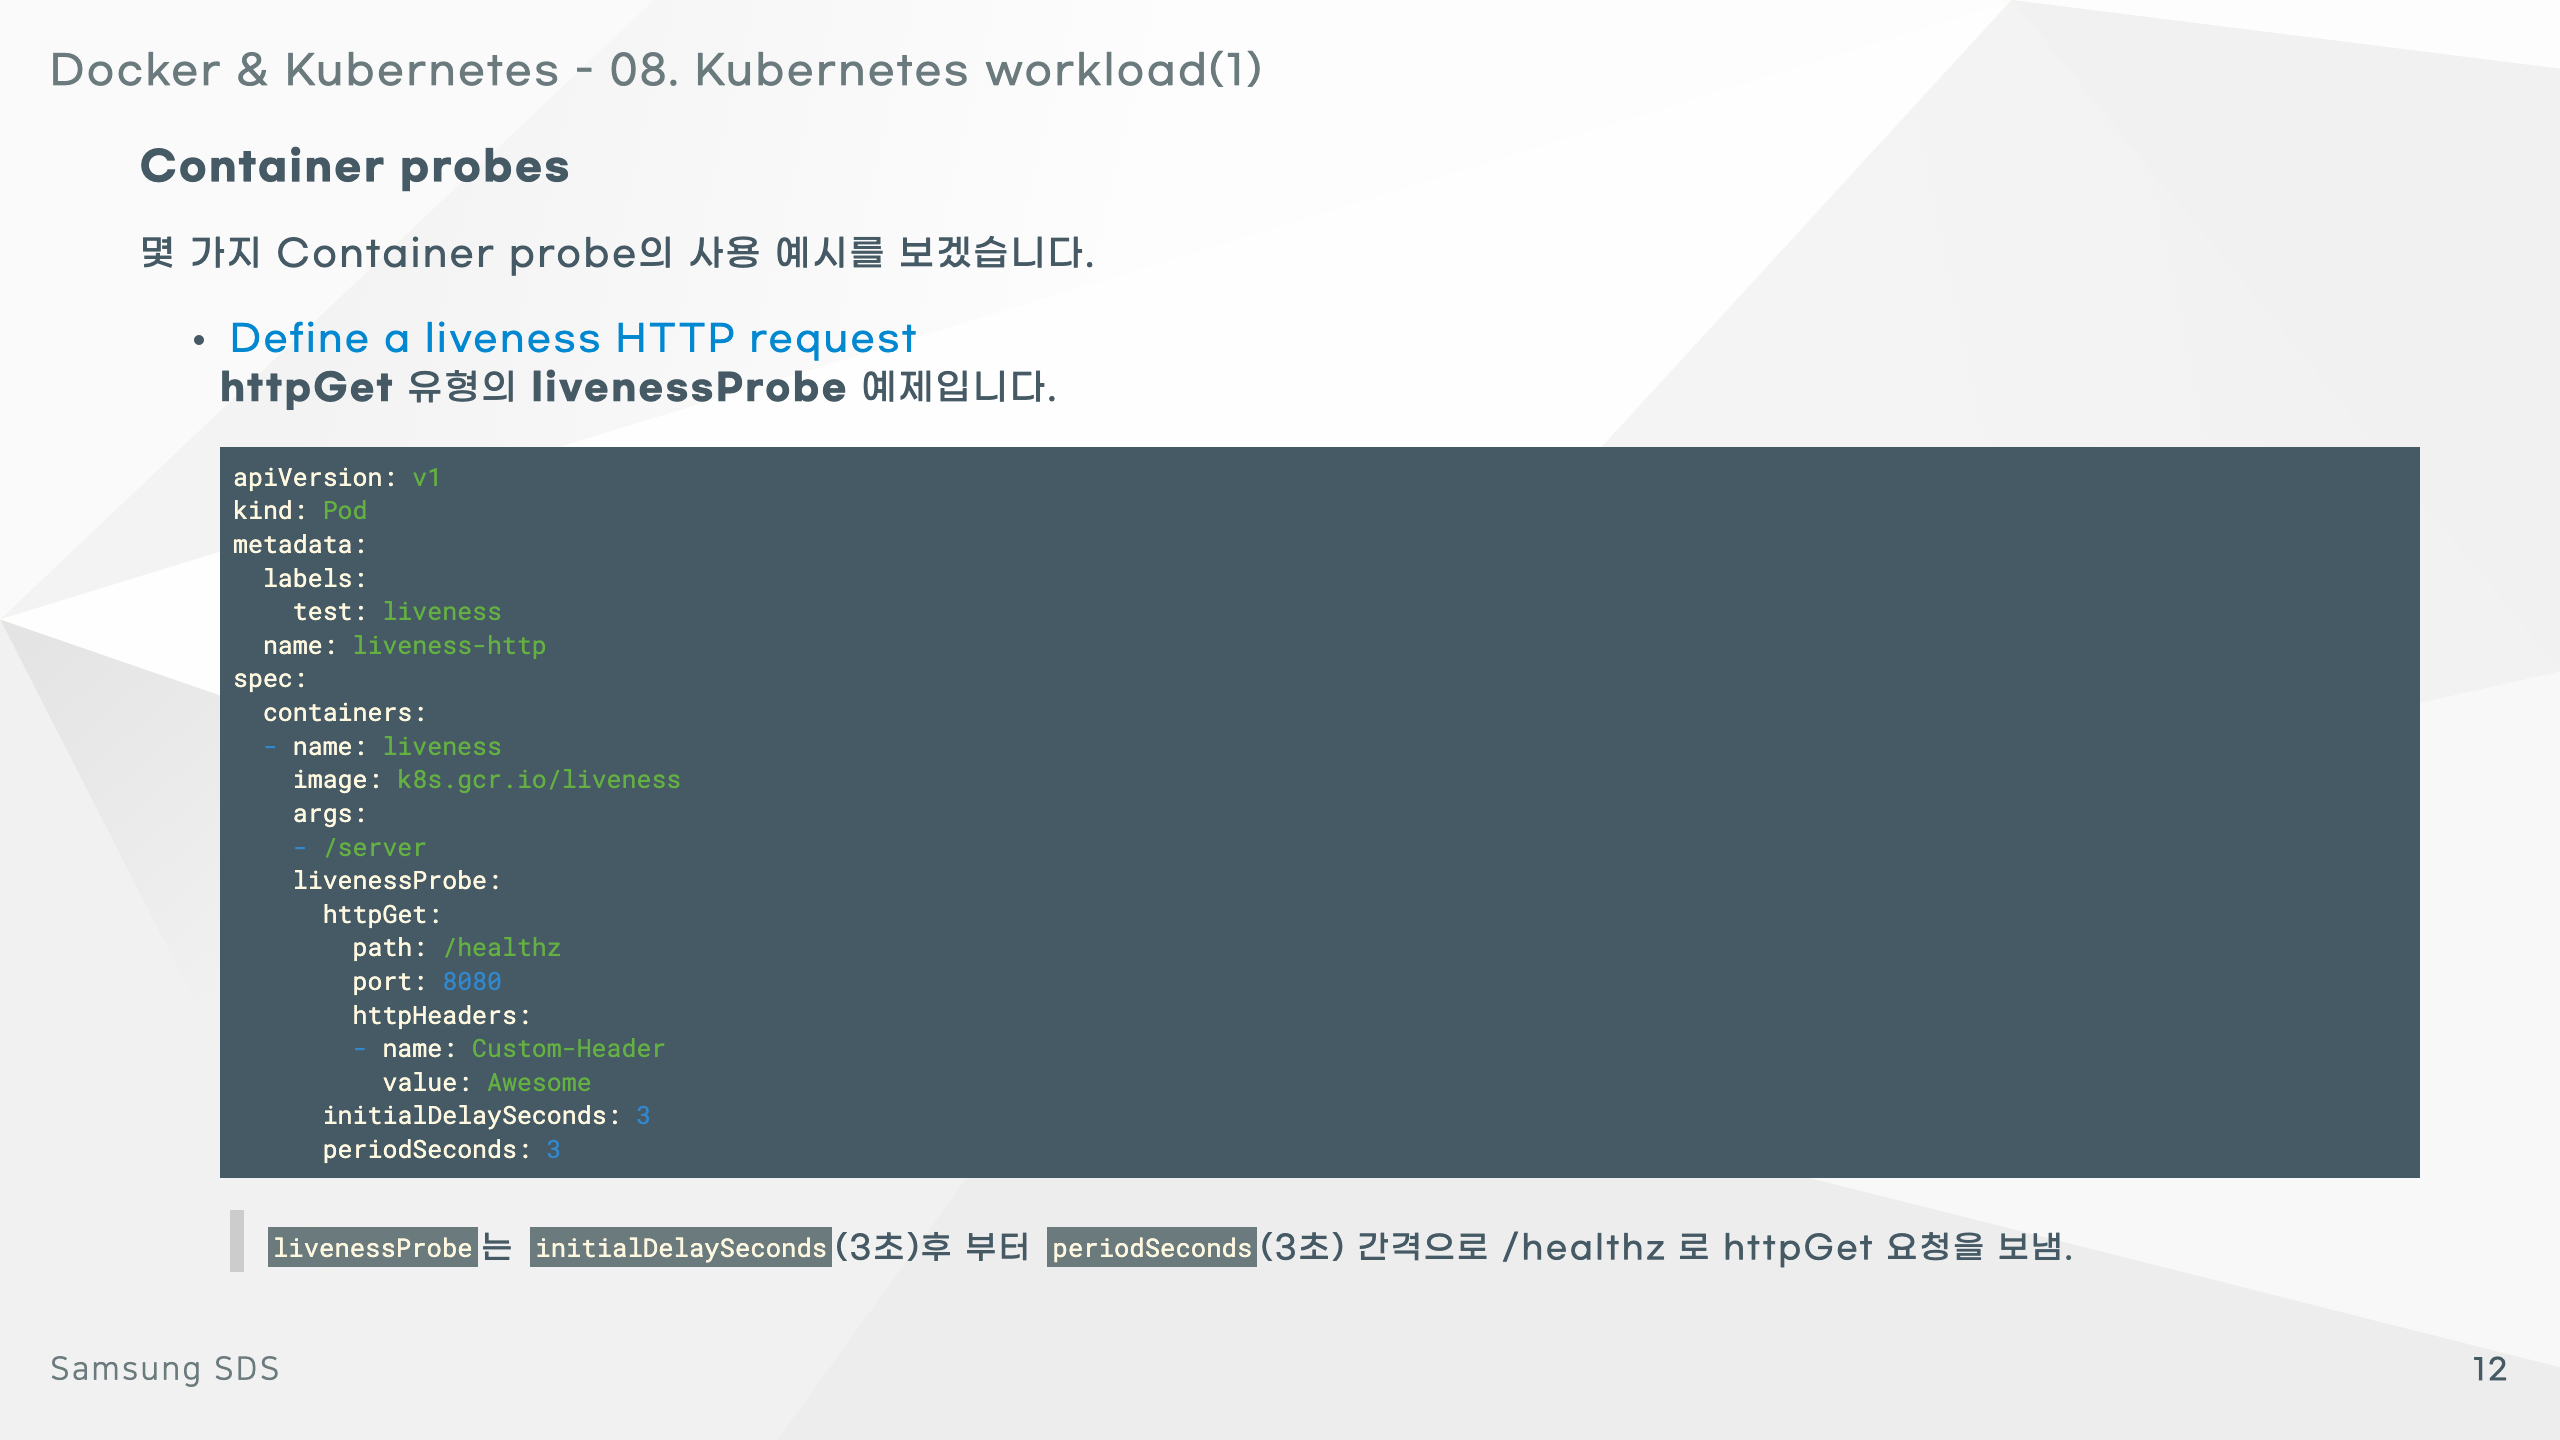 Docker & Kubernetes - 08. Kubernetes workload(1)
Container probes
몇 가지 Container probe의 사용 예시를 보겠습니다.
• Define a liveness HTTP request
httpGet 유형의 livenessProbe 예제입니다.
apiVersion: v1
kind: Pod
metadata:
  labels:
    test: liveness
  name: liveness-http
spec:
  containers:
  - name: liveness
    image: k8s.gcr.io/liveness
    args:
    - /server
    livenessProbe:
      httpGet:
        path: /healthz
        port: 8080
        httpHeaders:
        - name: Custom-Header
          value: Awesome
      initialDelaySeconds: 3
      periodSeconds: 3
livenessProbe는 initialDelaySeconds(3초)후 부터 periodSeconds(3초) 간격으로 /healthz 로 httpGet 요청을 보냄.
Samsung SDS
12